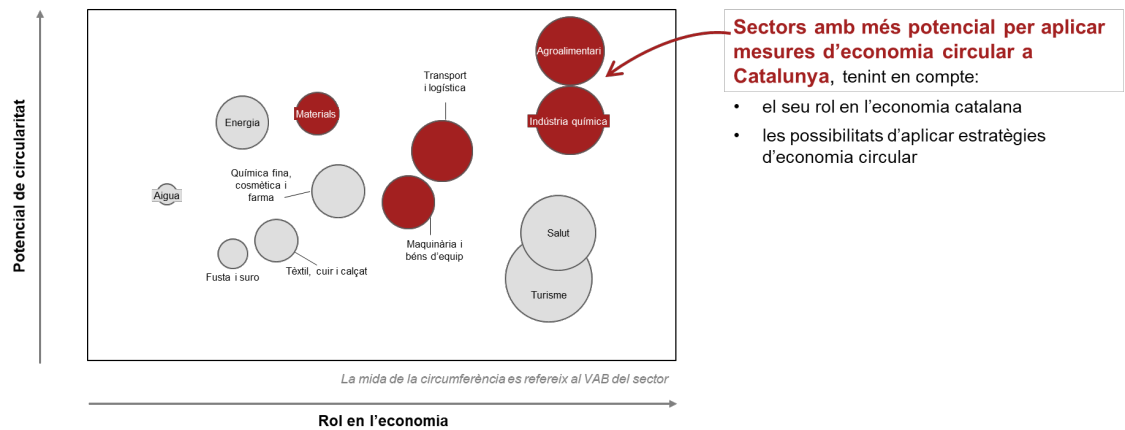 Potencial de circularitat
Agroalimentari
Transport
i logística
Materials
Energia
Indústria química
Química fina,
cosmètica i
farma
Aigua
Maquinària i
béns d'equip
Salut
Tèxtil, cuir i calçat
Fusta i suro
Turisme
La mida de la circumferència es refereix al VAB del sector
Rol en l'economia
Sectors amb més potencial per aplicar
mesures d'economia circular a
Catalunya, tenint en compte:
• el seu rol en l'economia catalana
• les possibilitats d'aplicar estratègies
d'economia circular